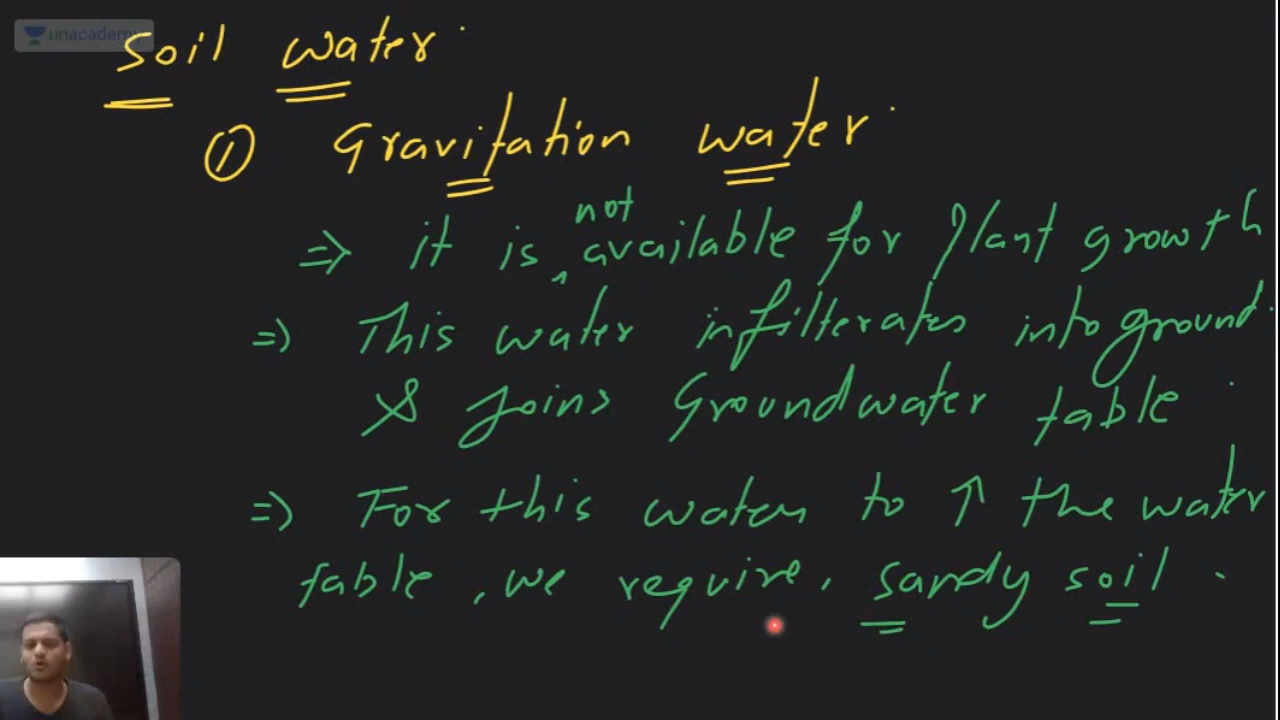 unacademy
Soil water
① Gravitation water
⇒ it is not available for plant growth
⇒ This water infilterates into ground
& joins Groundwater table
⇒ For this water to ↑ the water
table, we require, sandy soil.